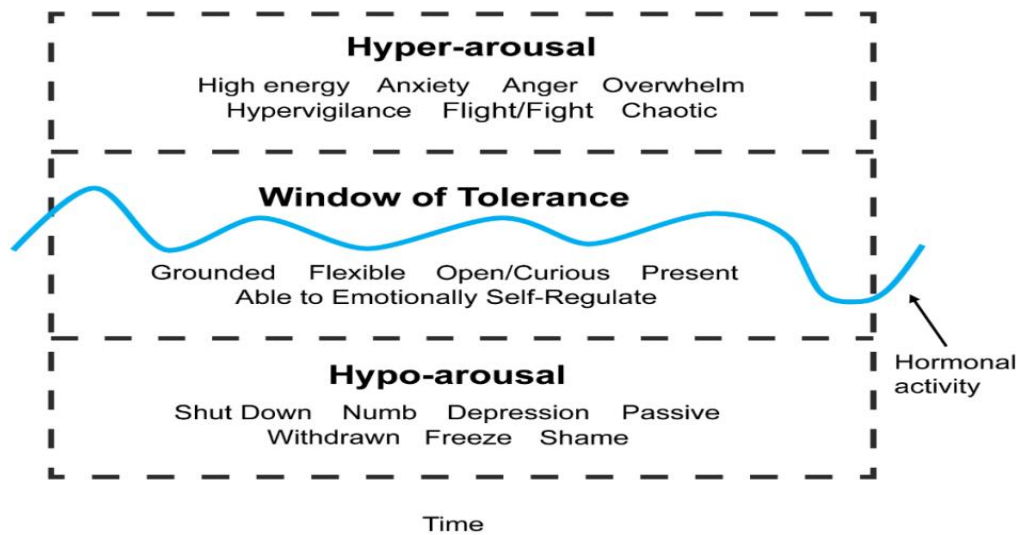 Hyper-arousal
High energy Anxiety Anger Overwhelm
Hypervigilance Flight/Fight Chaotic
Window of Tolerance
Grounded Flexible Open/Curious Present
Able to Emotionally Self-Regulate
Hypo-arousal
Shut Down Numb Depression Passive
Withdrawn Freeze Shame
Hormonal
activity
Time